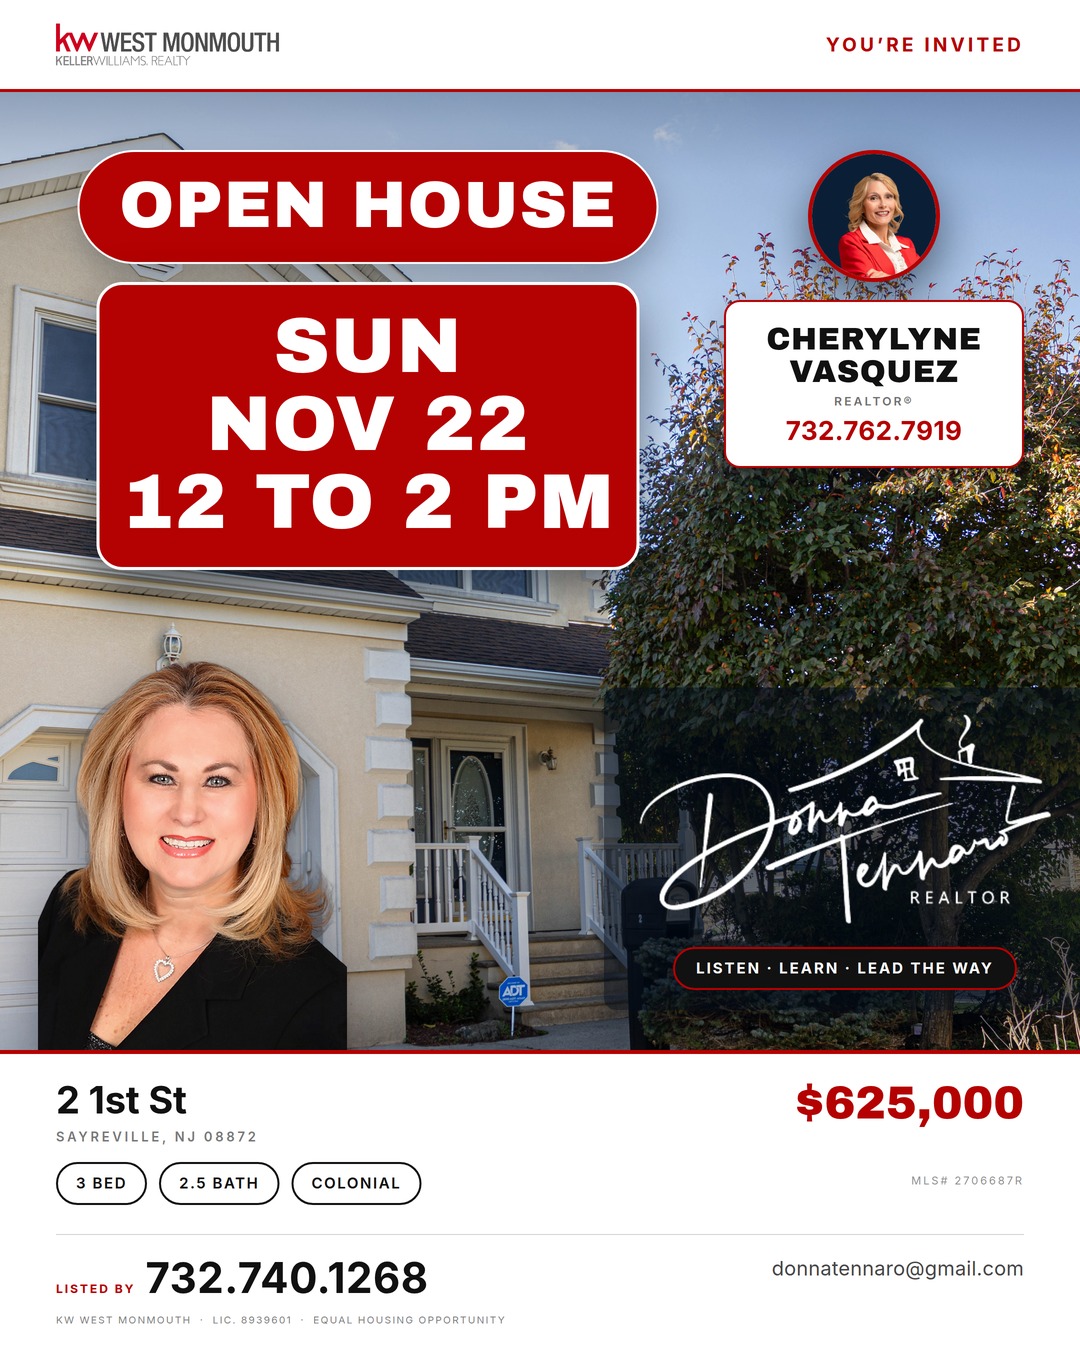 kw WEST MONMOUTH
KELLERWILLIAMS. REALTY
YOU'RE INVITED
OPEN HOUSE
SUN
NOV 22
12 TO 2 PM
CHERYLYNE
VASQUEZ
REALTOR®
732.762.7919
Donna
Tennaro
REALTOR
LISTEN · LEARN · LEAD THE WAY
ADT
2 1st St
SAYREVILLE, NJ 08872
3 BED
2.5 BATH
COLONIAL
$625,000
MLS# 2706687R
LISTED BY 732.740.1268
donnatennaro@gmail.com
KW WEST MONMOUTH · LIC. 8939601 · EQUAL HOUSING OPPORTUNITY